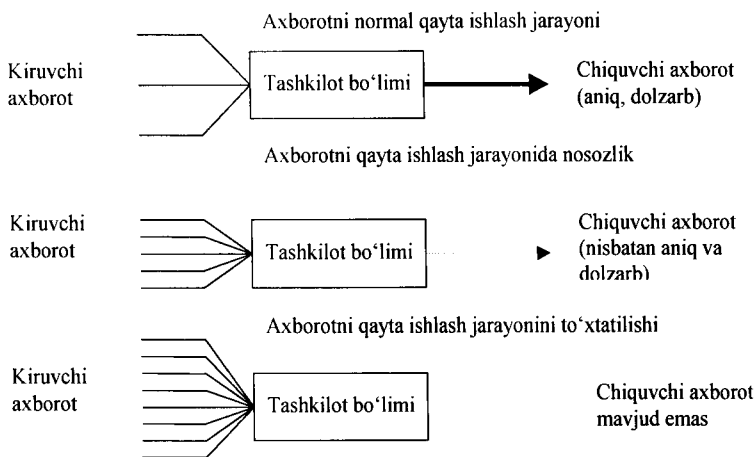 Axborotni normal qayta ishlash jarayoni
Kiruvchi
axborot
Tashkilot bo‘limi
Chiquvchi axborot
(aniq, dolzarb)
Axborotni qayta ishlash jarayonida nosozlik
Kiruvchi
axborot
Tashkilot bo‘limi
Chiquvchi axborot
(nisbatan aniq va
dolzarb)
Axborotni qayta ishlash jarayonini to‘xtatilishi
Kiruvchi
axborot
Tashkilot bo‘limi
Chiquvchi axborot
mavjud emas